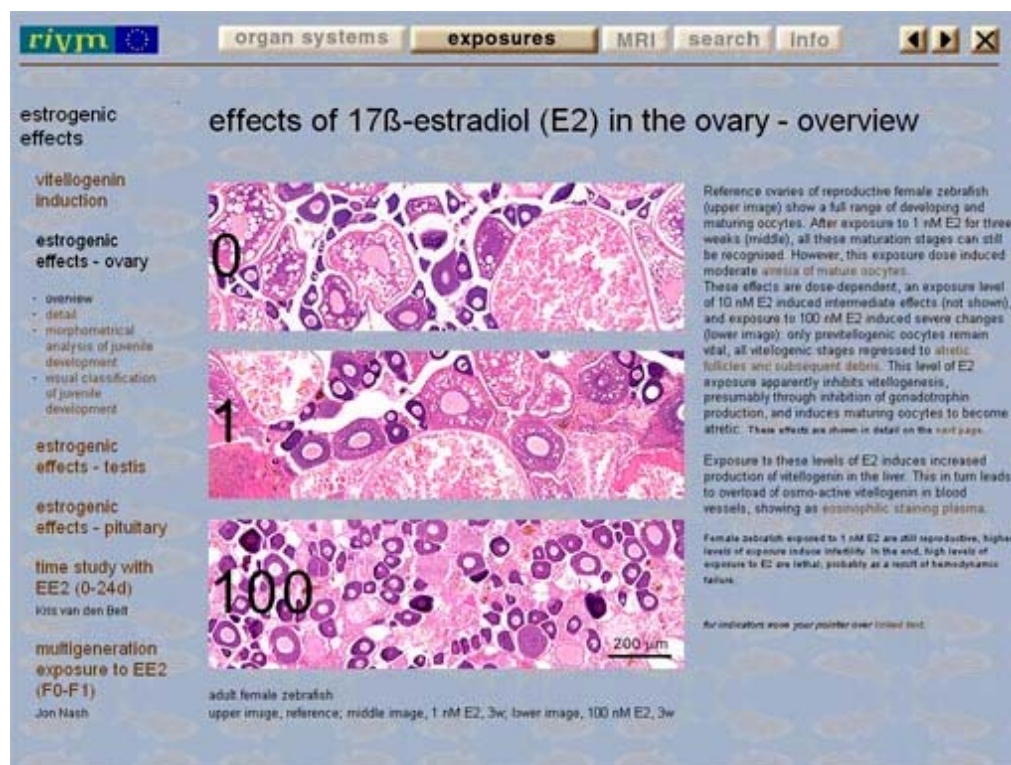 rivm
organ systems
exposures
MRI
search
info
estrogenic
effects
vitellogenin
induction
estrogenic
effects - ovary
· overview
· detail
· morphometrical
analysis of juvenile
development
· visual classification
of juvenile
development
estrogenic
effects - testis
estrogenic
effects - pituitary
time study with
EE2 (0-24d)
Kris van den Belt
multigeneration
exposure to EE2
(F0-F1)
Jon Nash
effects of 17ß-estradiol (E2) in the ovary - overview
0
1
100
200 µm
adult female zebrafish
upper image, reference; middle image, 1 nM E2, 3w; lower image, 100 nM E2, 3w
Reference ovaries of reproductive female zebrafish
(upper image) show a full range of developing and
maturing oocytes. After exposure to 1 nM E2 for three
weeks (middle), all these maturation stages can still
be recognised. However, this exposure dose induced
moderate atresia of mature oocytes.
These effects are dose-dependent, an exposure level
of 10 nM E2 induced intermediate effects (not shown),
and exposure to 100 nM E2 induced severe changes
(lower image): only previtellogenic oocytes remain
vital, all vitellogenic stages regressed to atretic
follicles and subsequent debris. This level of E2
exposure apparently inhibits vitellogenesis,
presumably through inhibition of gonadotrophin
production, and induces maturing oocytes to become
atretic. These effects are shown in detail on the next page.
Exposure to these levels of E2 induces increased
production of vitellogenin in the liver. This in turn leads
to overload of osmo-active vitellogenin in blood
vessels, showing as eosinophilic staining plasma.
Female zebrafish exposed to 1 nM E2 are still reproductive, higher
levels of exposure induce infertility. In the end, high levels of
exposure to E2 are lethal, probably as a result of hemodynamic
failure.
for indicators move your pointer over linked text.